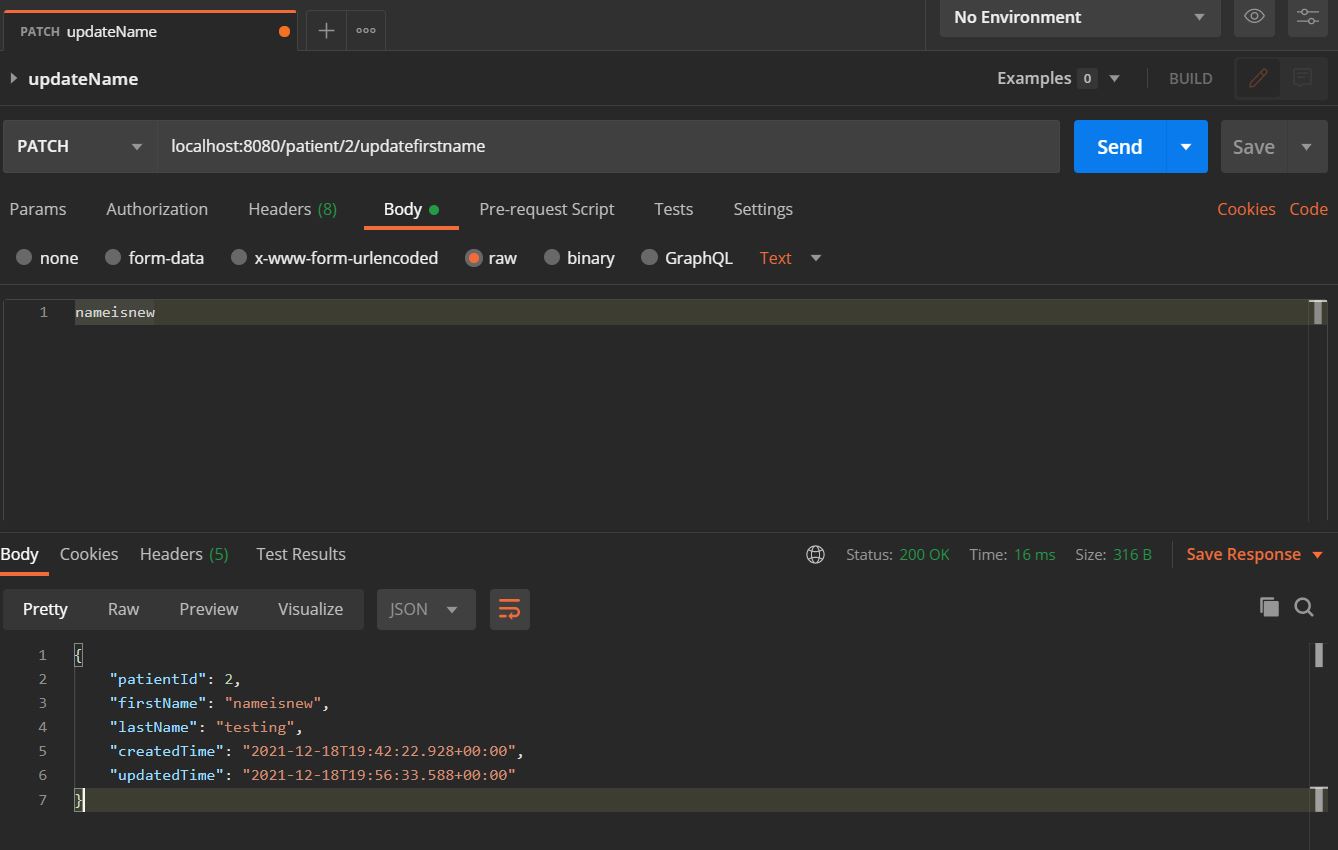 PATCH updateName
No Environment
updateName
Examples 0
BUILD
PATCH
localhost:8080/patient/2/updatefirstname
Send
Save
Params Authorization Headers (8) Body Pre-request Script Tests Settings Cookies Code
none form-data x-www-form-urlencoded raw binary GraphQL Text
1 nameisnew
Body Cookies Headers (5) Test Results Status: 200 OK Time: 16 ms Size: 316 B Save Response
Pretty Raw Preview Visualize JSON
1 {
2 "patientId": 2,
3 "firstName": "nameisnew",
4 "lastName": "testing",
5 "createdTime": "2021-12-18T19:42:22.928+00:00",
6 "updatedTime": "2021-12-18T19:56:33.588+00:00"
7 }